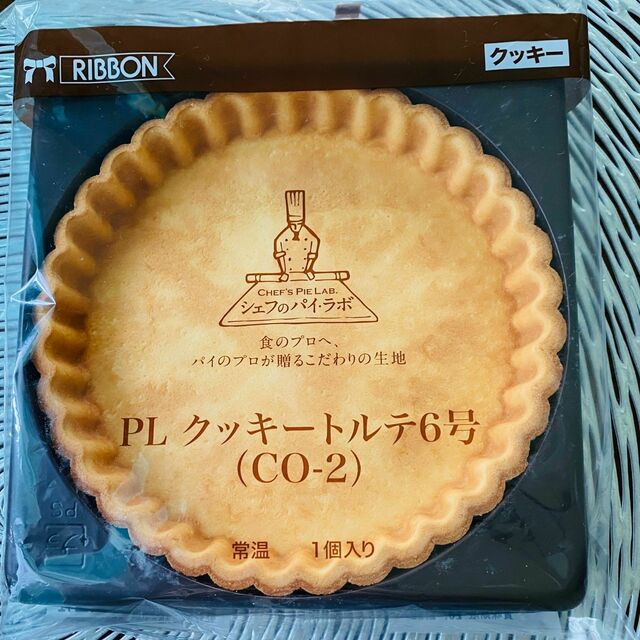 RIBBON
クッキー
CHEF'S PIE LAB.
シェフのパイ・ラボ
食のプロへ、
パイのプロが贈るこだわりの生地
PL クッキートルテ6号
(CO-2)
常温 1個入り